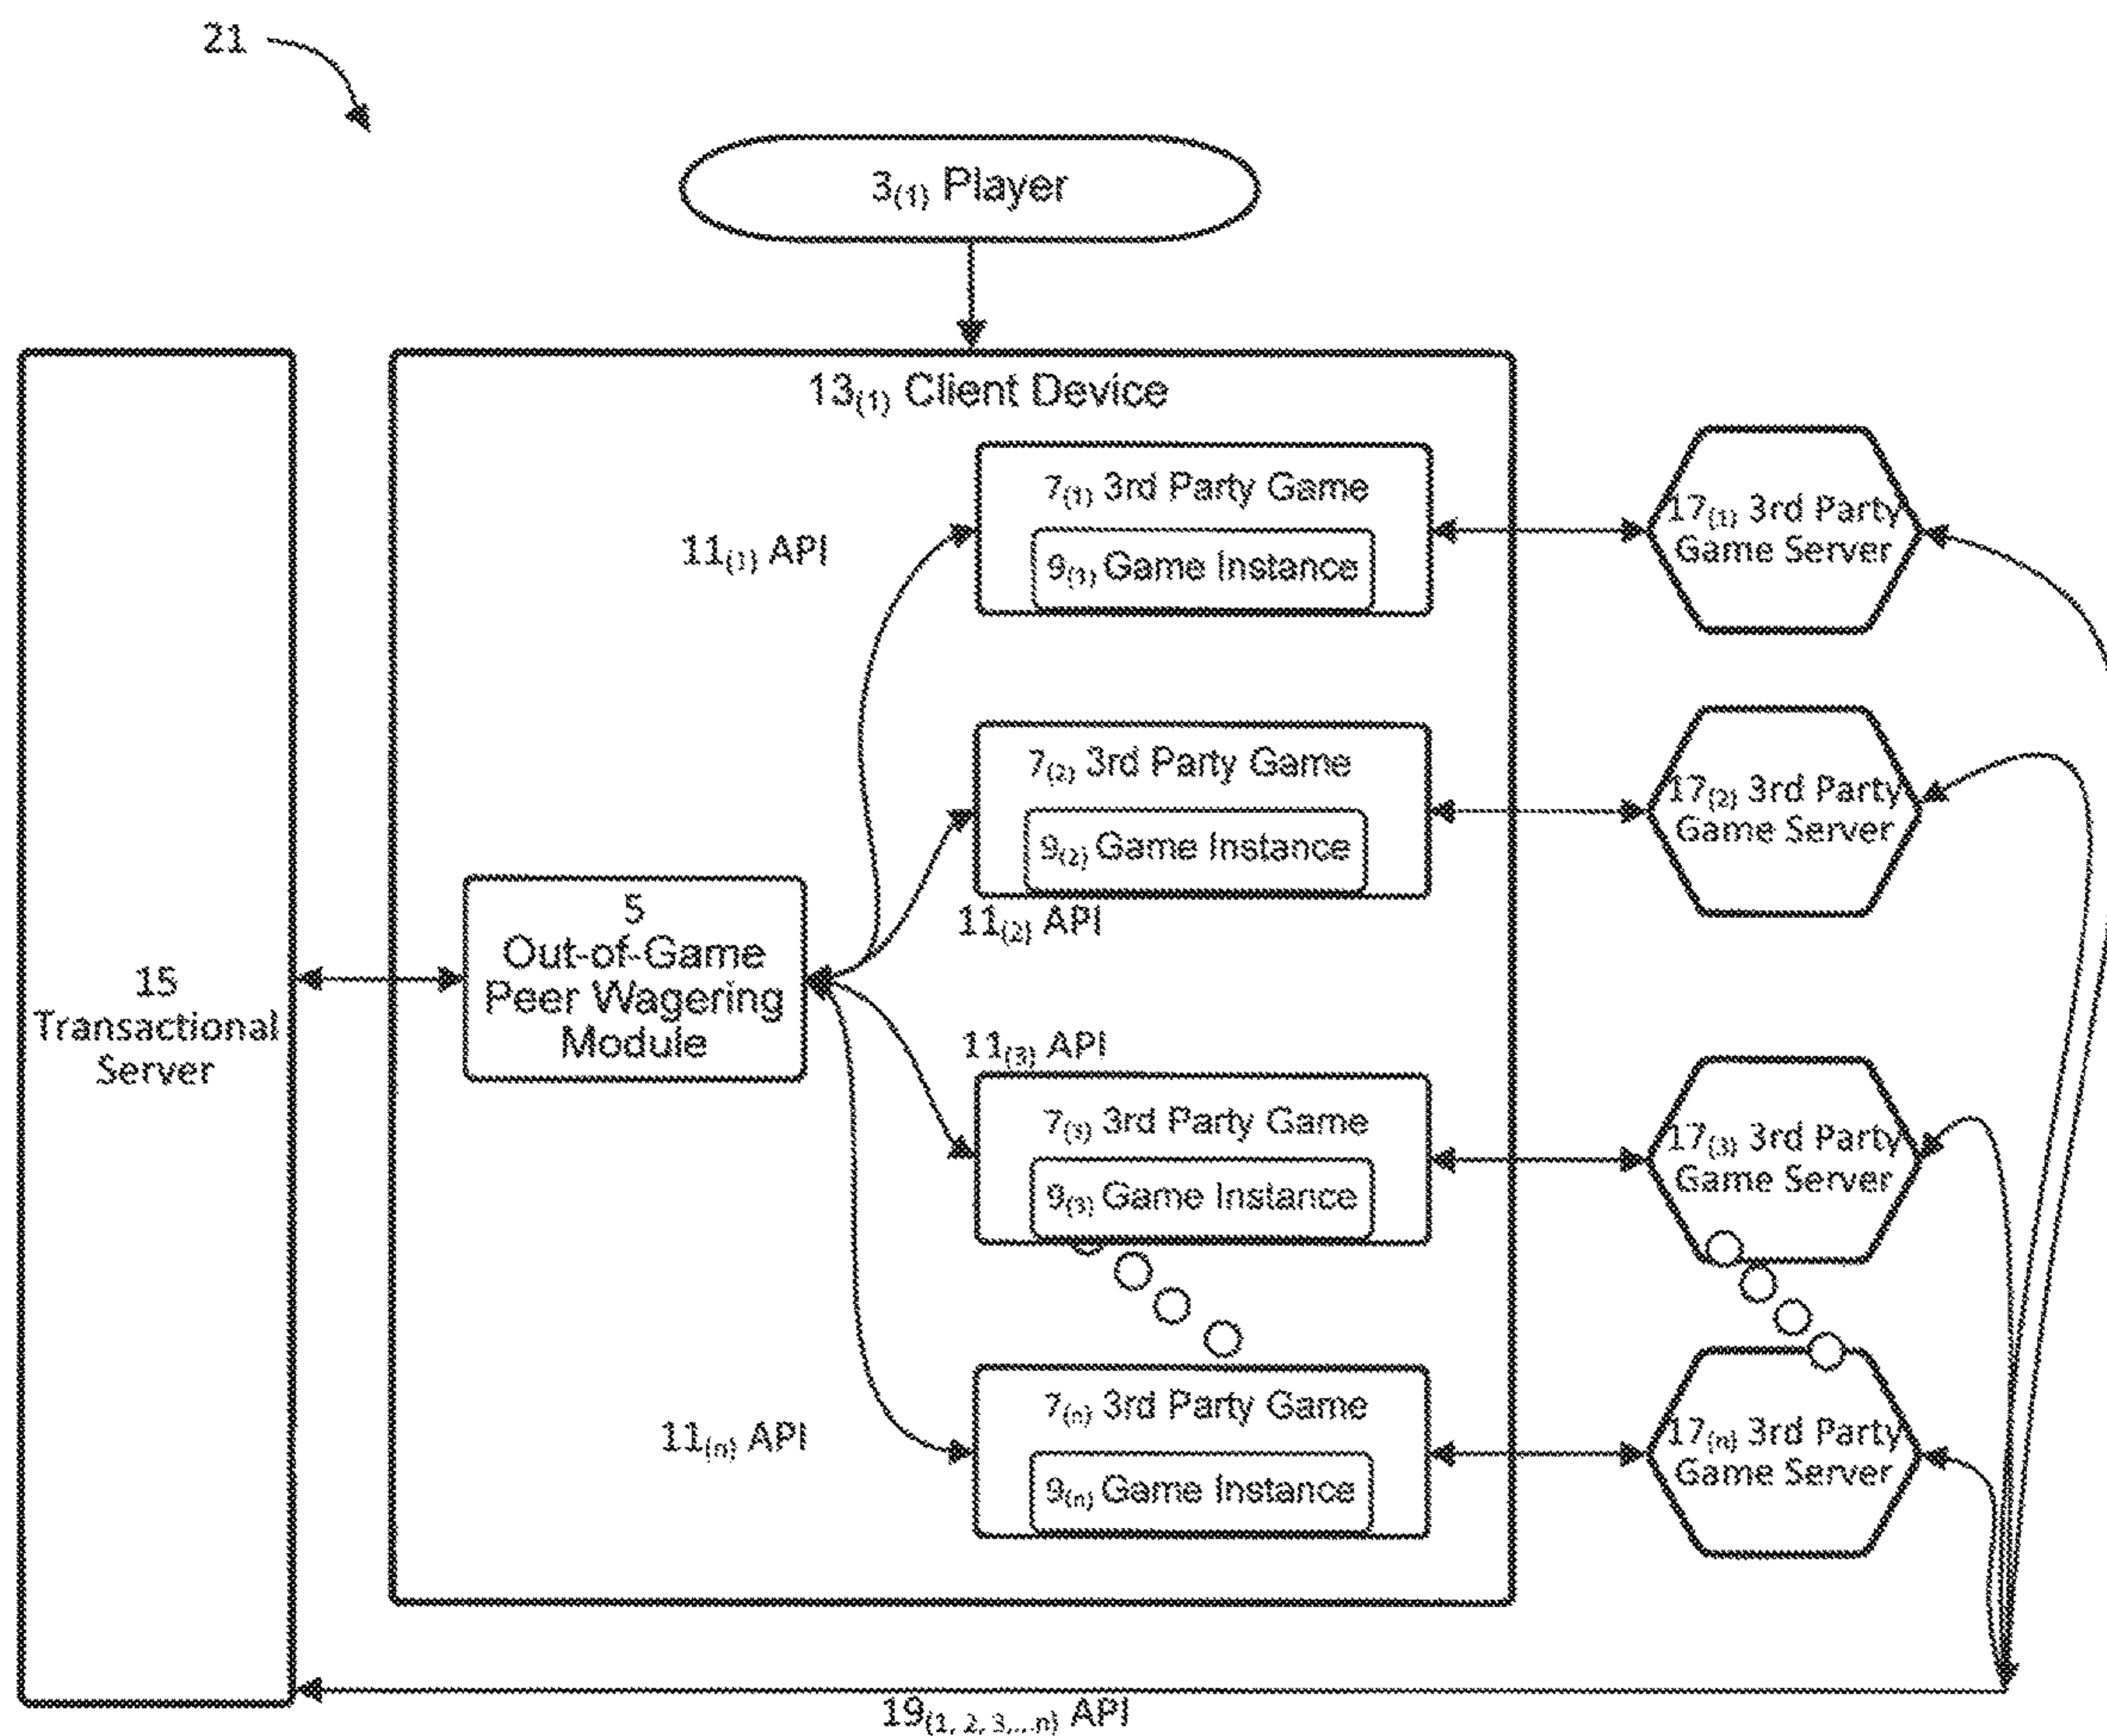 21
3(1) Player
13(1) Client Device
7(1) 3rd Party Game
9(1) Game Instance
11(1) API
17(1) 3rd Party
Game Server
7(2) 3rd Party Game
9(2) Game Instance
11(2) API
17(2) 3rd Party
Game Server
5
Out-of-Game
Peer Wagering
Module
15
Transactional
Server
11(3) API
7(3) 3rd Party Game
9(3) Game Instance
17(3) 3rd Party
Game Server
7(n) 3rd Party Game
9(n) Game Instance
11(n) API
17(n) 3rd Party
Game Server
19(1, 2, 3,...n) API